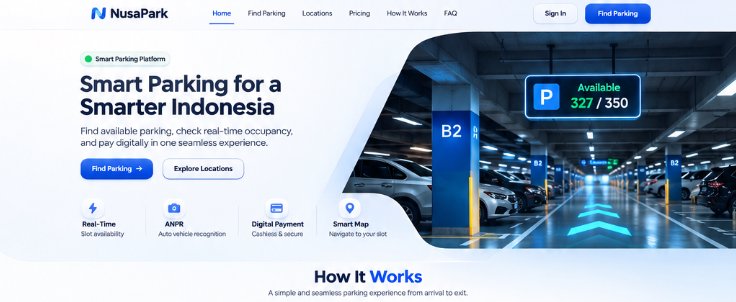 NusaPark
Home
Find Parking
Locations
Pricing
How It Works
FAQ
Sign In
Find Parking
Smart Parking Platform
Smart Parking for a
Smarter Indonesia
Find available parking, check real-time occupancy,
and pay digitally in one seamless experience.
Find Parking →
Explore Locations
Real-Time
Slot availability
ANPR
Auto vehicle recognition
Digital Payment
Cashless & secure
Smart Map
Navigate to your slot
P
Available
327 / 350
B2
B2
B2
How It Works
A simple and seamless parking experience from arrival to exit.